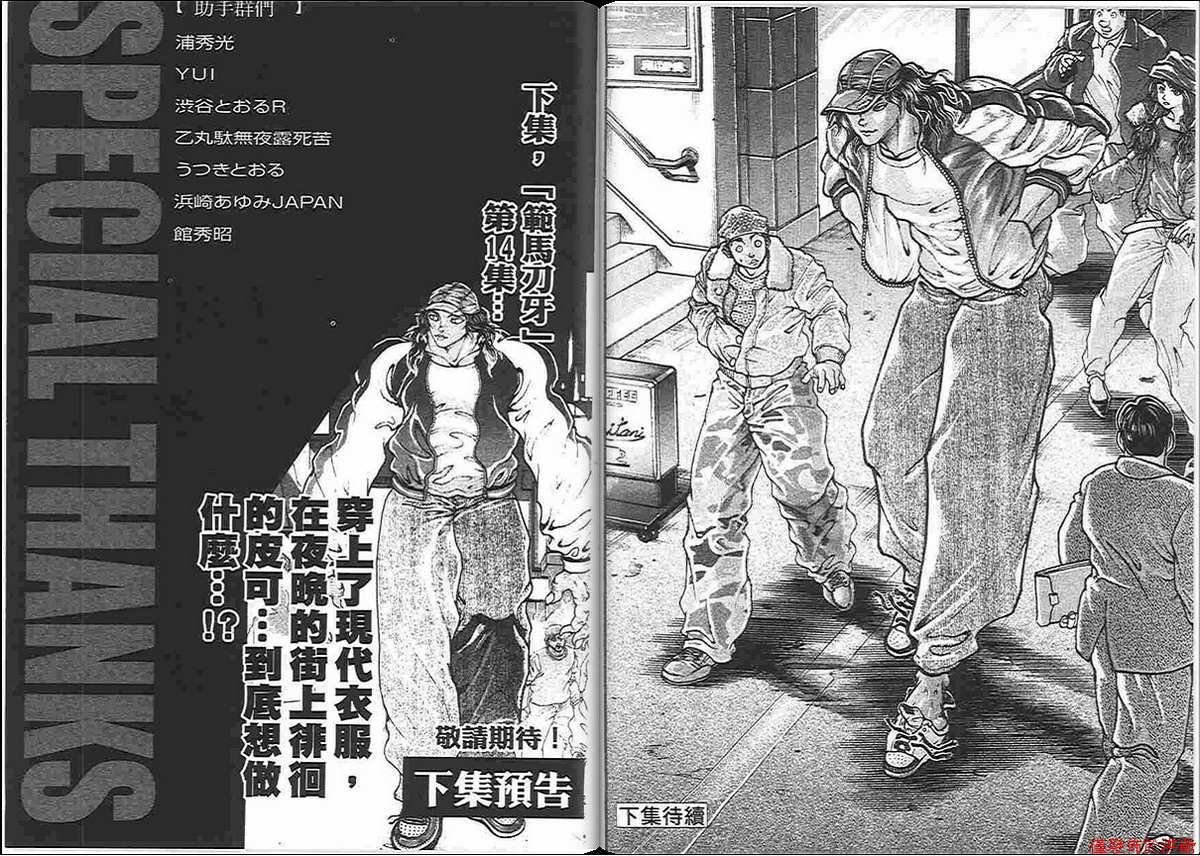 SPECIAL THANKS
【 助手群們 】
浦秀光
YUI
渋谷とおるR
乙丸駄無夜露死苦
うつきとおる
浜崎あゆみJAPAN
館秀昭
下集，「範馬刃牙」
第14集…
穿上了現代衣服，
在夜晚的街上徘徊
的皮可…到底想做
什麼…!?
敬請期待！
下集預告
下集待續